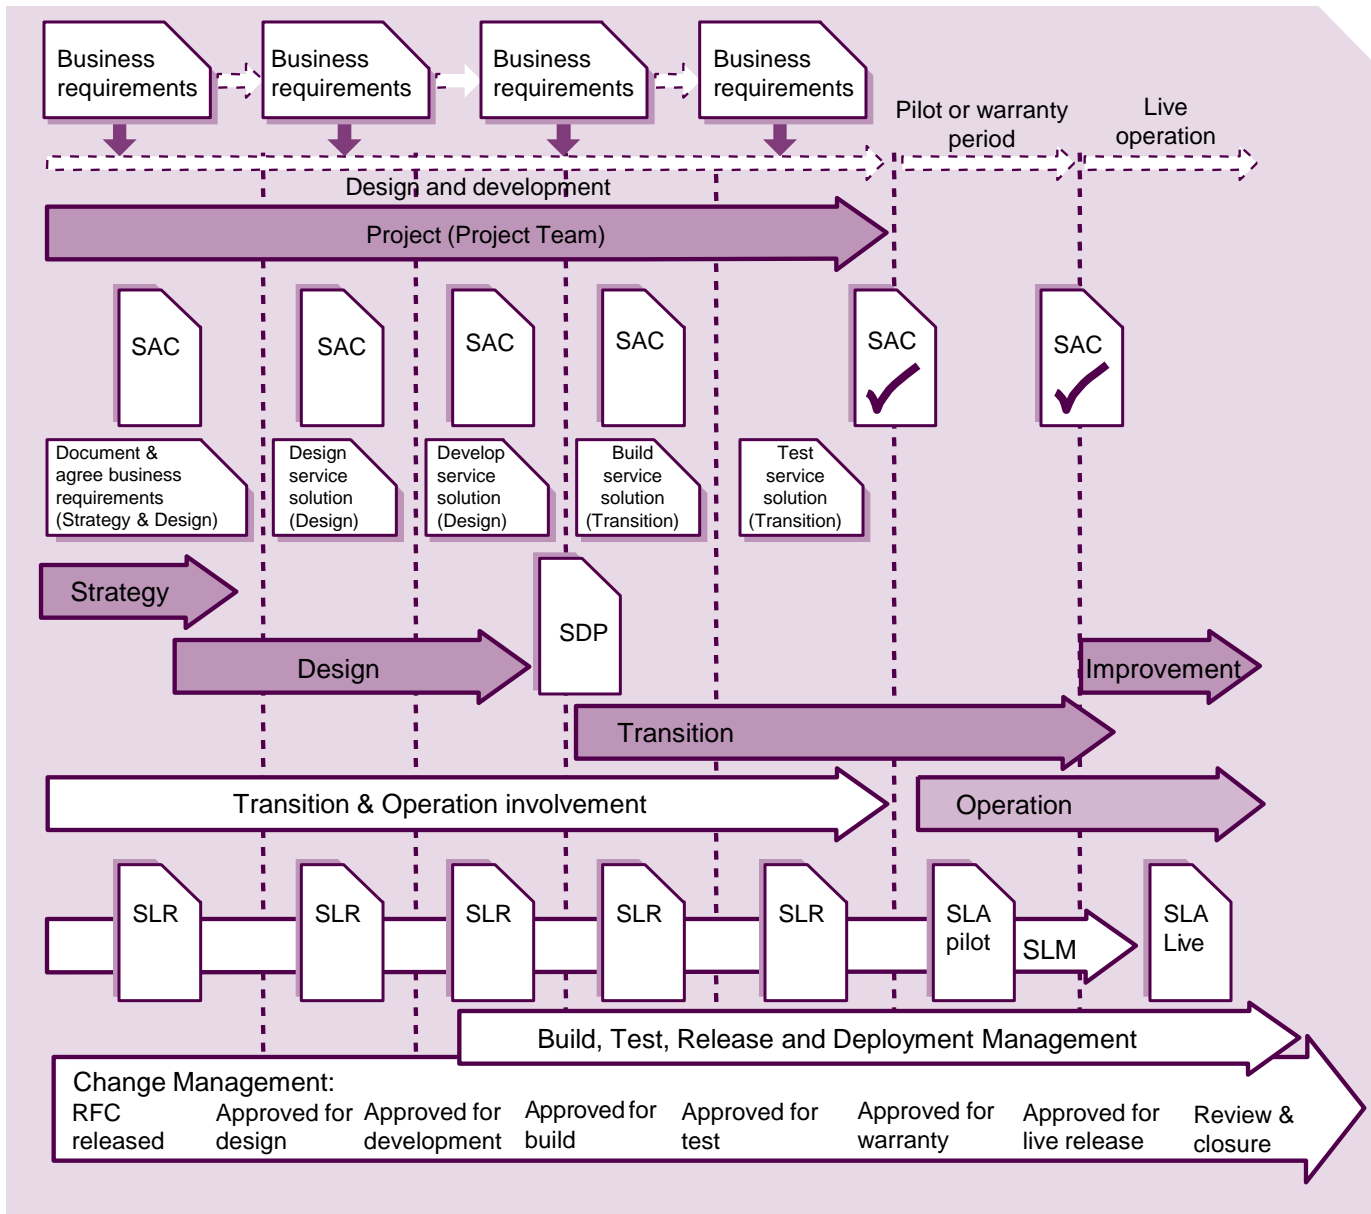 Business
requirements
Business
requirements
Business
requirements
Business
requirements
Pilot or warranty
period
Live
operation
Design and development
Project (Project Team)
SAC
SAC
SAC
SAC
SAC
SAC
Document &
agree business
requirements
(Strategy & Design)
Design
service
solution
(Design)
Develop
service
solution
(Design)
Build
service
solution
(Transition)
Test
service
solution
(Transition)
Strategy
SDP
Design
Improvement
Transition
Transition & Operation involvement
Operation
SLR
SLR
SLR
SLR
SLR
SLA
pilot
SLM
SLA
Live
Build, Test, Release and Deployment Management
Change Management:
RFC
released
Approved for
design
Approved for
development
Approved for
build
Approved for
test
Approved for
warranty
Approved for
live release
Review &
closure